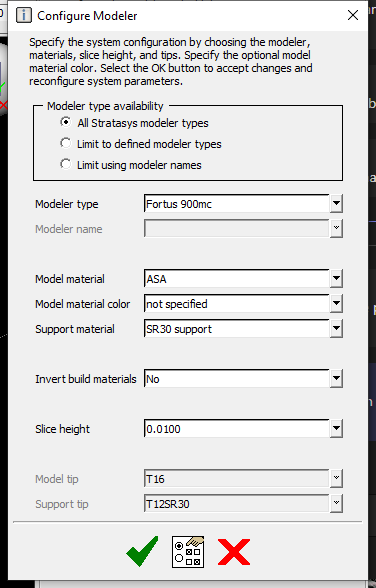 Configure Modeler
Specify the system configuration by choosing the modeler,
materials, slice height, and tips. Specify the optional model
material color. Select the OK button to accept changes and
reconfigure system parameters.
Modeler type availability
All Stratasys modeler types
Limit to defined modeler types
Limit using modeler names
Modeler type Fortus 900mc
Modeler name
Model material ASA
Model material color not specified
Support material SR30 support
Invert build materials No
Slice height 0.0100
Model tip T16
Support tip T12SR30